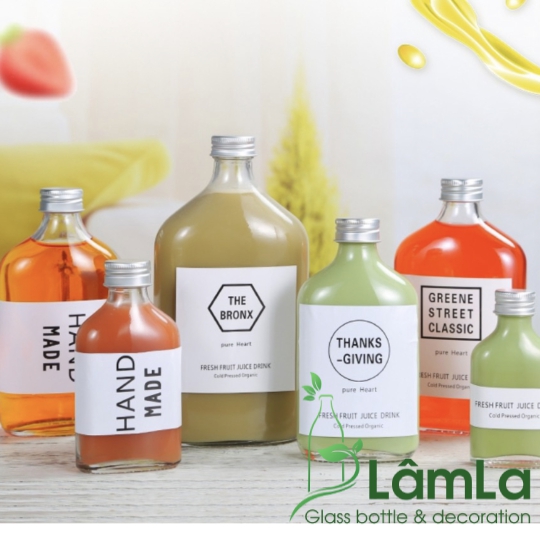 HAND
MADE
HAND
MADE
THE
BRONX
pure Heart
FRESH FRUIT JUICE DRINK
Cold Pressed Organic
THANKS
-GIVING
pure Heart
FRESH FRUIT JUICE DRINK
Cold Pressed Organic
GREENE
STREET
CLASSIC
pure Heart
FRESH FRUIT JUICE
Cold Pressed Organic
FRESH FRUIT JUICE D
Cold Pressed Organic
LâmLa
Glass bottle & decoration